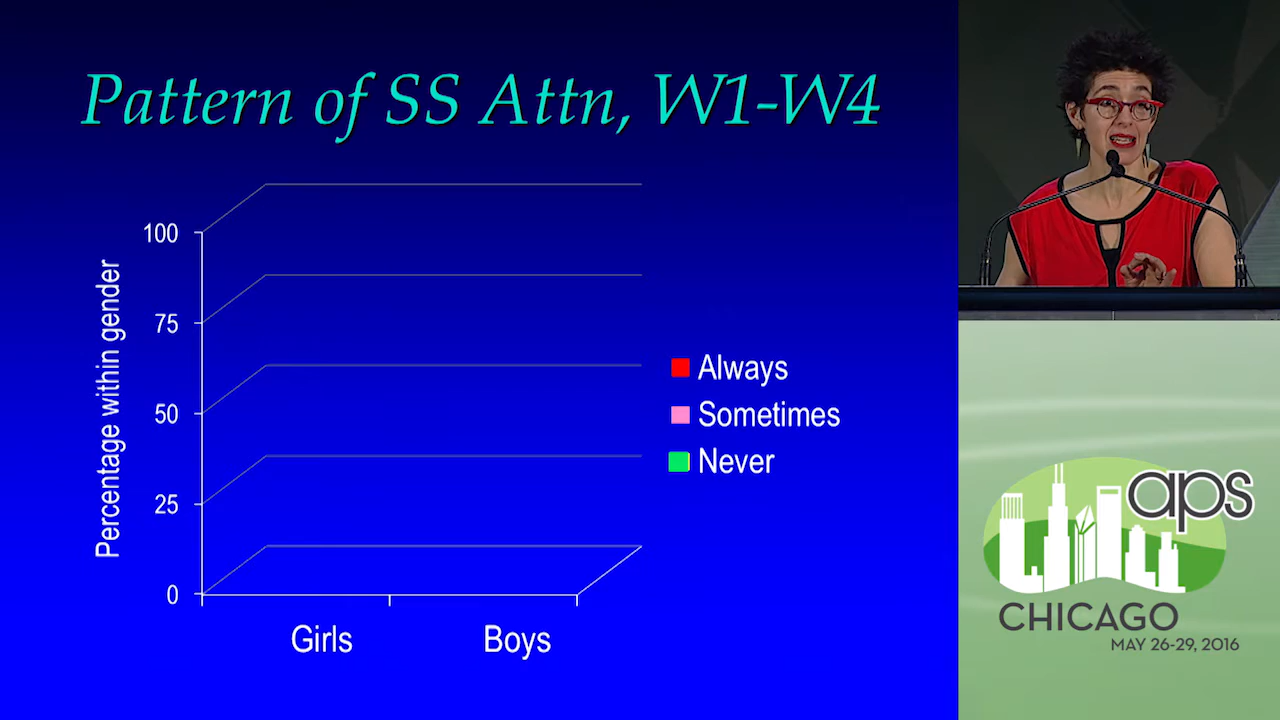 Pattern of SS Attn, W1-W4
Percentage within gender
100
75
50
25
0
Girls
Boys
Always
Sometimes
Never
aps
CHICAGO
MAY 26-29, 2016